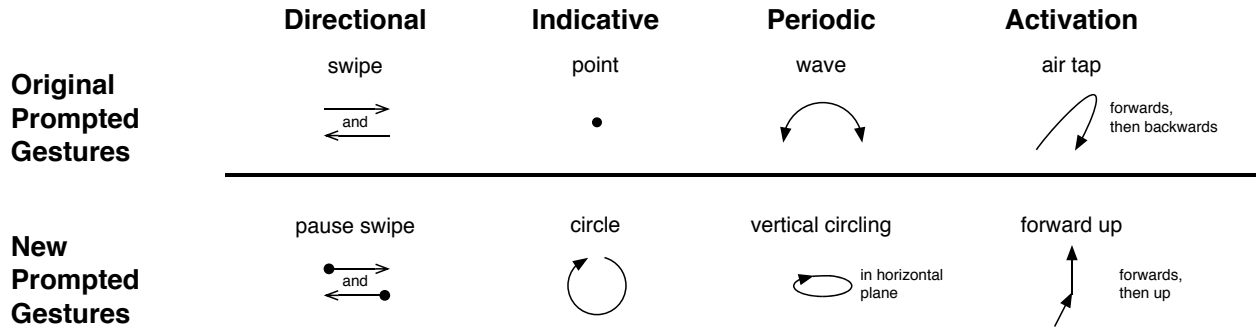 Directional Indicative Periodic Activation
Original
Prompted
Gestures
swipe point wave air tap
and
forwards,
then backwards
New
Prompted
Gestures
pause swipe circle vertical circling forward up
and
in horizontal
plane
forwards,
then up